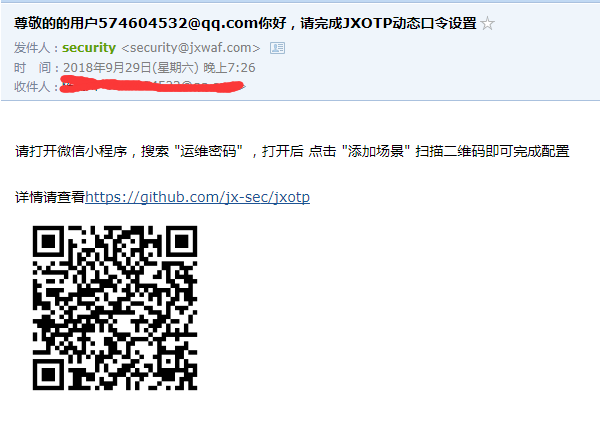 尊敬的的用户574604532@qq.com你好，请完成JXOTP动态口令设置
发件人：security <security@jxwaf.com>
时 间：2018年9月29日(星期六) 晚上7:26
收件人：
请打开微信小程序，搜索 "运维密码" ，打开后 点击 "添加场景" 扫描二维码即可完成配置
详情请查看https://github.com/jx-sec/jxotp